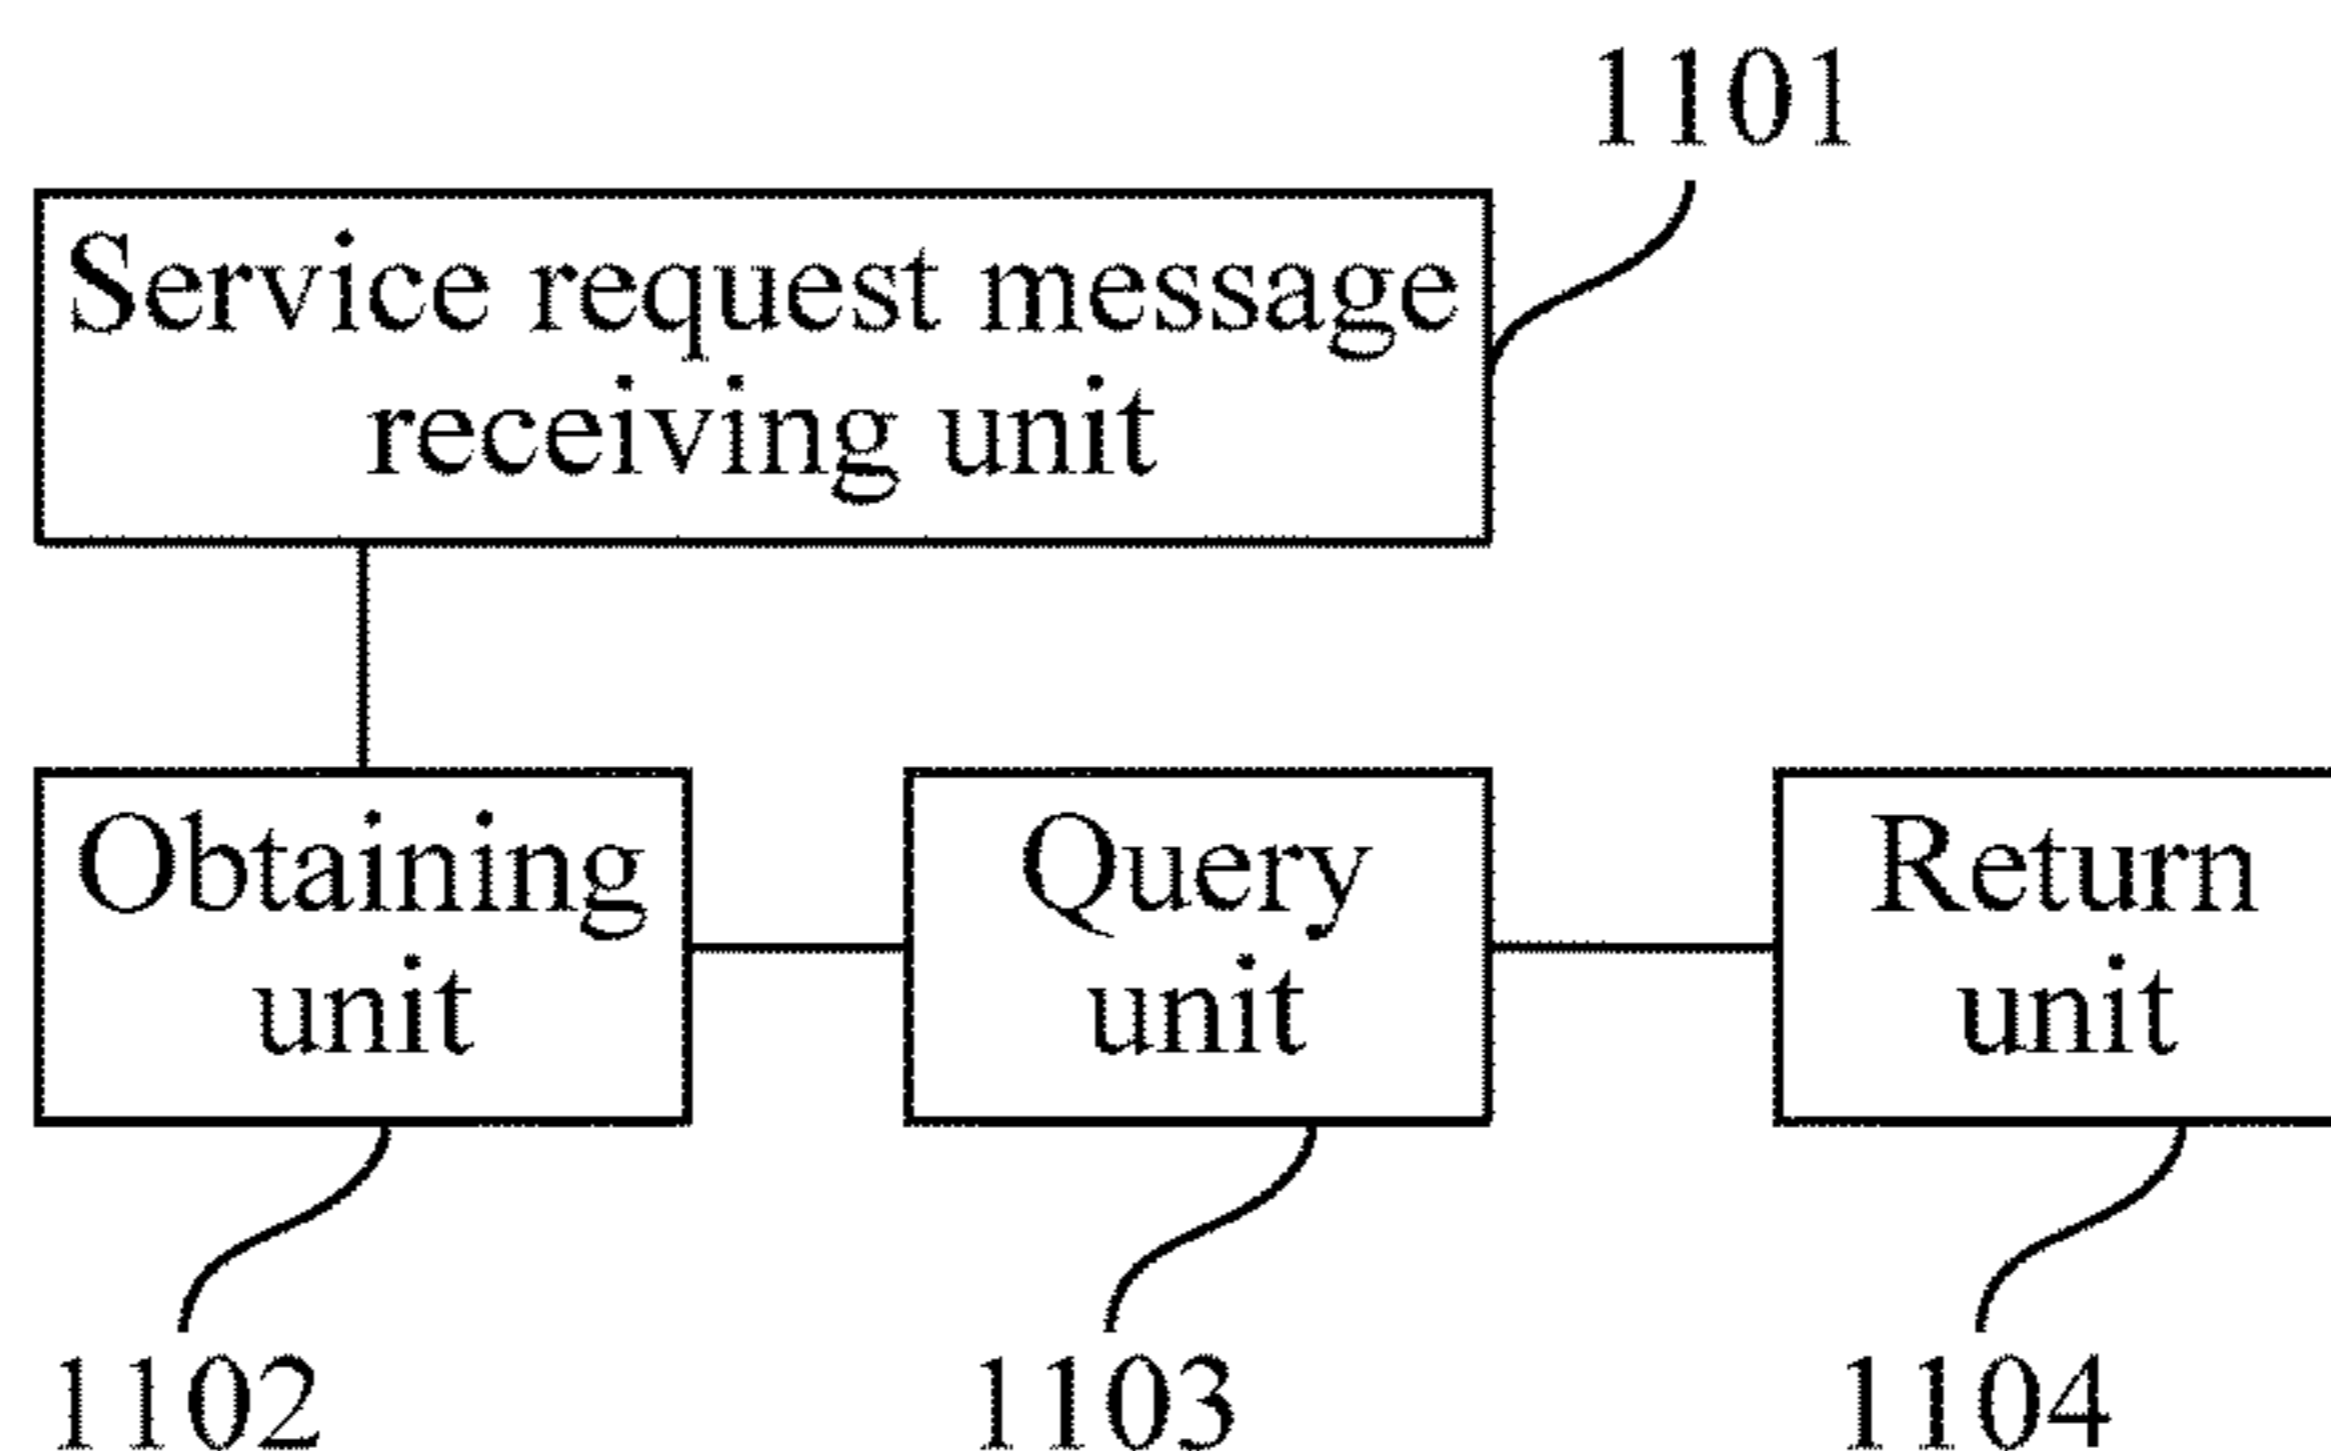 1101
Service request message
receiving unit
Obtaining
unit
Query
unit
Return
unit
1102
1103
1104